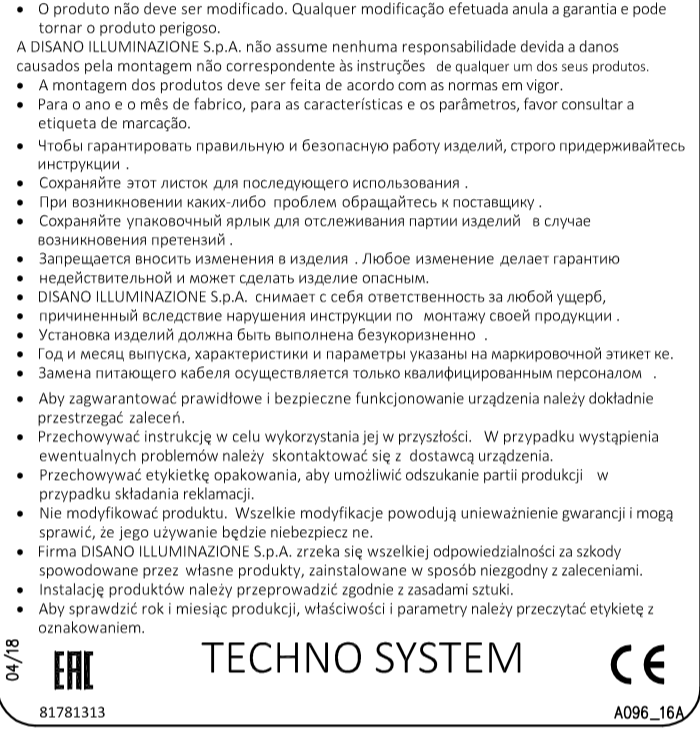 • O produto não deve ser modificado. Qualquer modificação efetuada anula a garantia e pode
tornar o produto perigoso.
A DISANO ILLUMINAZIONE S.p.A. não assume nenhuma responsabilidade devida a danos
causados pela montagem não correspondente às instruções de qualquer um dos seus produtos.
• A montagem dos produtos deve ser feita de acordo com as normas em vigor.
• Para o ano e o mês de fabrico, para as características e os parâmetros, favor consultar a
etiqueta de marcação.
• Чтобы гарантировать правильную и безопасную работу изделий, строго придерживайтесь
инструкции .
• Сохраняйте этот листок для последующего использования .
• При возникновении каких-либо проблем обращайтесь к поставщику .
• Сохраняйте упаковочный ярлык для отслеживания партии изделий в случае
возникновения претензий .
• Запрещается вносить изменения в изделия . Любое изменение делает гарантию
• недействительной и может сделать изделие опасным.
• DISANO ILLUMINAZIONE S.p.A. снимает с себя ответственность за любой ущерб,
• причиненный вследствие нарушения инструкции по монтажу своей продукции .
• Установка изделий должна быть выполнена безукоризненно .
• Год и месяц выпуска, характеристики и параметры указаны на маркировочной этикет ке.
• Замена питающего кабеля осуществляется только квалифицированным персоналом .
• Aby zagwarantować prawidłowe i bezpieczne funkcjonowanie urządzenia należy dokładnie
przestrzegać zaleceń.
• Przechowywać instrukcję w celu wykorzystania jej w przyszłości. W przypadku wystąpienia
ewentualnych problemów należy skontaktować się z dostawcą urządzenia.
• Przechowywać etykietkę opakowania, aby umożliwić odszukanie partii produkcji w
przypadku składania reklamacji.
• Nie modyfikować produktu. Wszelkie modyfikacje powodują unieważnienie gwarancji i mogą
sprawić, że jego używanie będzie niebezpiecz ne.
• Firma DISANO ILLUMINAZIONE S.p.A. zrzeka się wszelkiej odpowiedzialności za szkody
spowodowane przez własne produkty, zainstalowane w sposób niezgodny z zaleceniami.
• Instalację produktów należy przeprowadzić zgodnie z zasadami sztuki.
• Aby sprawdzić rok i miesiąc produkcji, właściwości i parametry należy przeczytać etykietę z
oznakowaniem.
04/18
EAC
TECHNO SYSTEM
CE
81781313
A096_16A